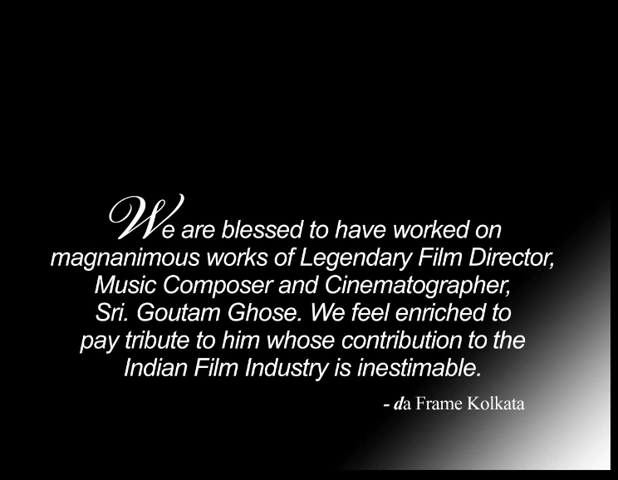 We are blessed to have worked on
magnanimous works of Legendary Film Director,
Music Composer and Cinematographer,
Sri. Goutam Ghose. We feel enriched to
pay tribute to him whose contribution to the
Indian Film Industry is inestimable.
- da Frame Kolkata